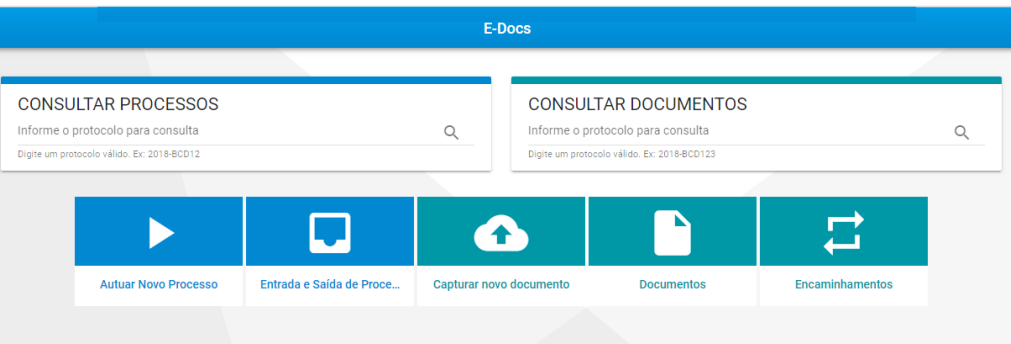 E-Docs
CONSULTAR PROCESSOS
Informe o protocolo para consulta
Digite um protocolo válido. Ex: 2018-BCD12
CONSULTAR DOCUMENTOS
Informe o protocolo para consulta
Digite um protocolo válido. Ex: 2018-BCD123
Autuar Novo Processo
Entrada e Saída de Proce...
Capturar novo documento
Documentos
Encaminhamentos